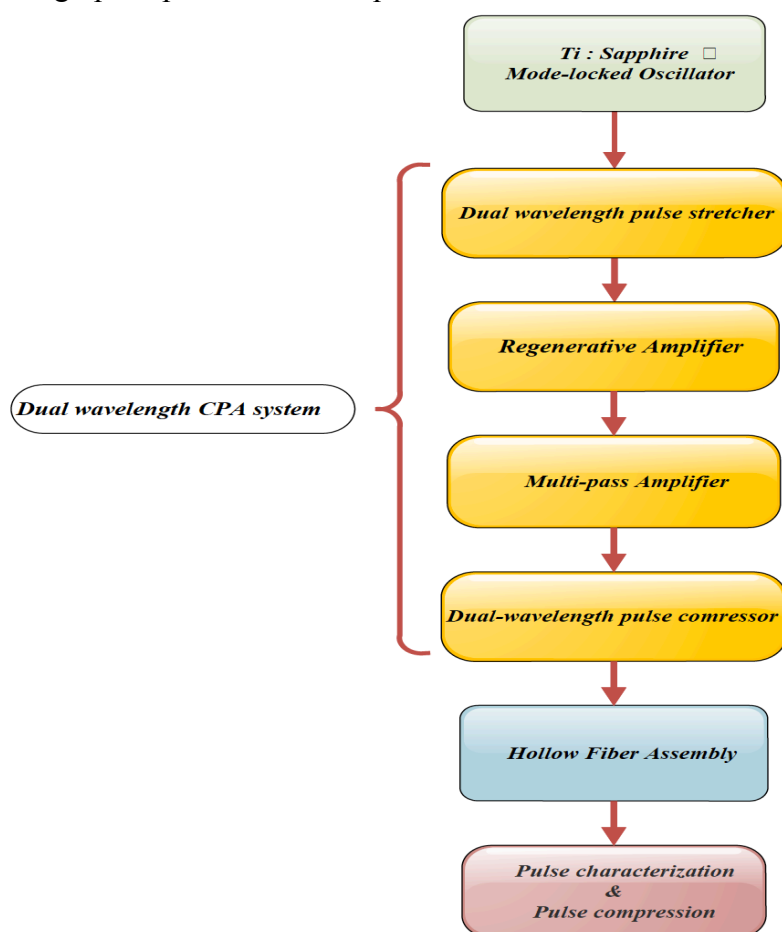 Ti : Sapphire □
Mode-locked Oscillator
Dual wavelength pulse stretcher
Regenerative Amplifier
Dual wavelength CPA system
Multi-pass Amplifier
Dual-wavelength pulse comressor
Hollow Fiber Assembly
Pulse characterization
&
Pulse compression